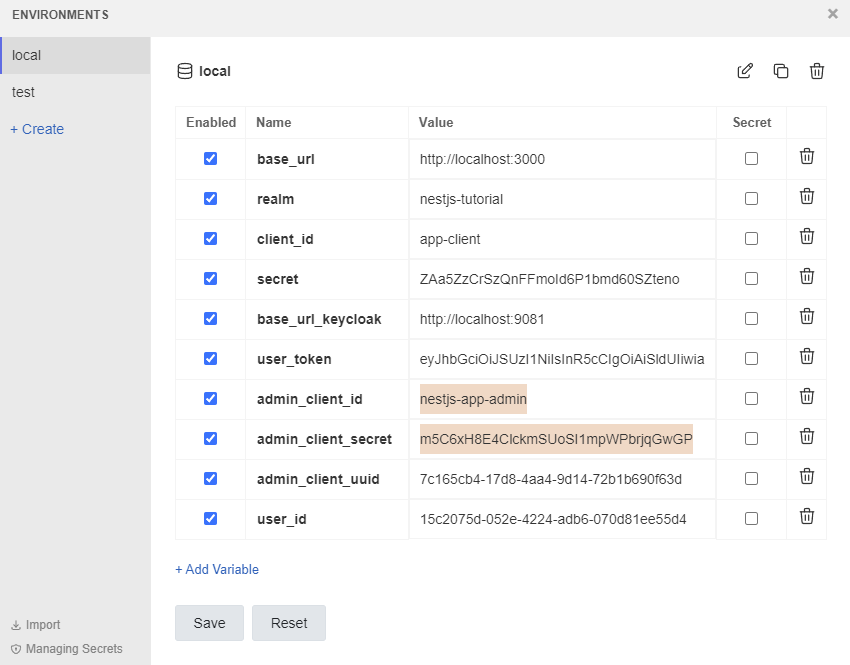 ENVIRONMENTS
local
test
+ Create
local
Enabled Name Value Secret
base_url http://localhost:3000
realm nestjs-tutorial
client_id app-client
secret ZAa5ZzCrSzQnFFmoId6P1bmd60SZteno
base_url_keycloak http://localhost:9081
user_token eyJhbGciOiJSUzI1NiIsInR5cCIgOiAiSldUIiwia
admin_client_id nestjs-app-admin
admin_client_secret m5C6xH8E4ClckmSUoSI1mpWPbrjqGwGP
admin_client_uuid 7c165cb4-17d8-4aa4-9d14-72b1b690f63d
user_id 15c2075d-052e-4224-adb6-070d81ee55d4
+ Add Variable
Save Reset
Import
Managing Secrets